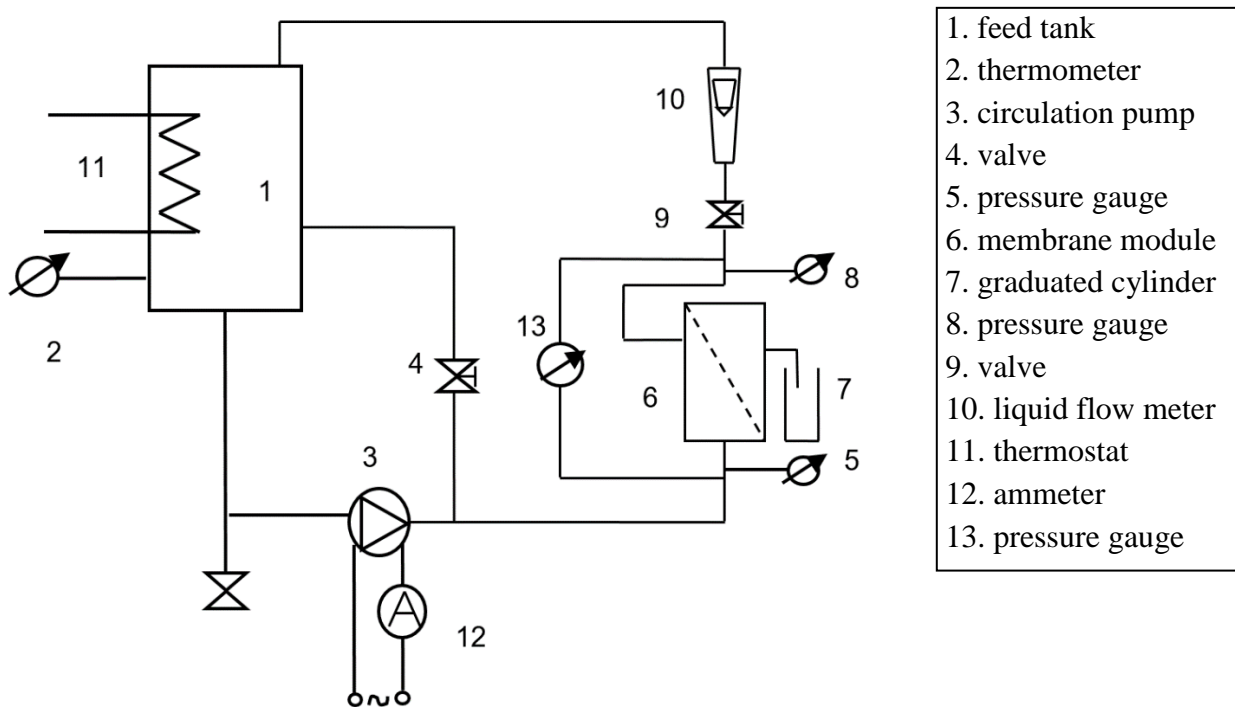 10
11
1
9
8
2
13
4
6
7
3
5
A
12
~
1. feed tank
2. thermometer
3. circulation pump
4. valve
5. pressure gauge
6. membrane module
7. graduated cylinder
8. pressure gauge
9. valve
10. liquid flow meter
11. thermostat
12. ammeter
13. pressure gauge